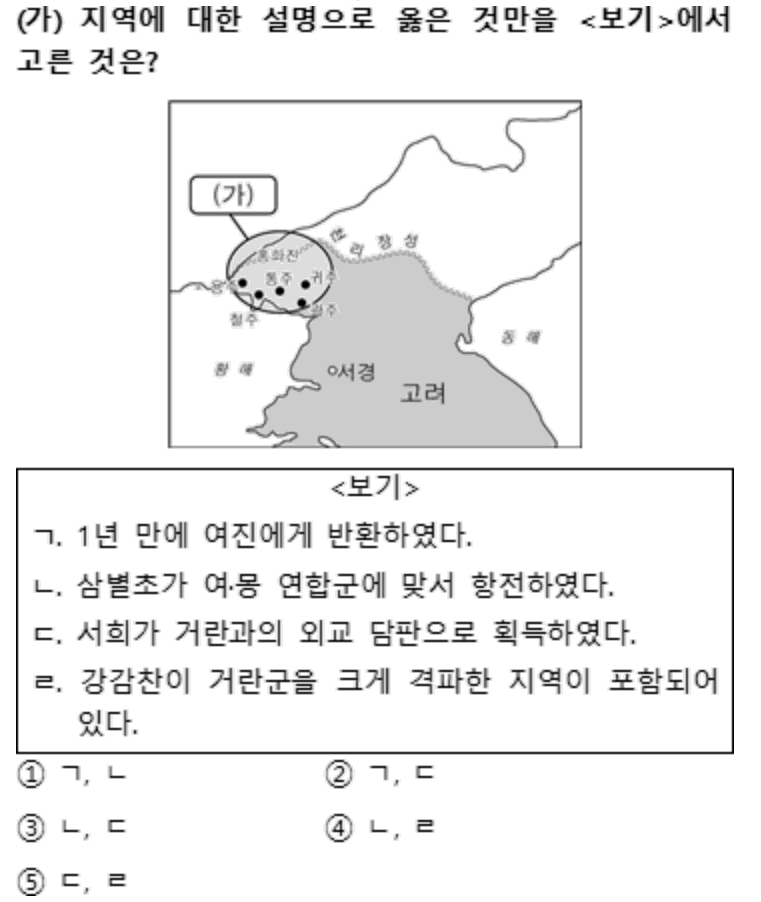 (가) 지역에 대한 설명으로 옳은 것만을 <보기>에서
고른 것은?
(가)
천 리 장 성
흥화진
용주
통주
귀주
철주
곽주
황 해
동 해
서경
고려
<보기>
ㄱ. 1년 만에 여진에게 반환하였다.
ㄴ. 삼별초가 여·몽 연합군에 맞서 항전하였다.
ㄷ. 서희가 거란과의 외교 담판으로 획득하였다.
ㄹ. 강감찬이 거란군을 크게 격파한 지역이 포함되어
있다.
① ㄱ, ㄴ
② ㄱ, ㄷ
③ ㄴ, ㄷ
④ ㄴ, ㄹ
⑤ ㄷ, ㄹ